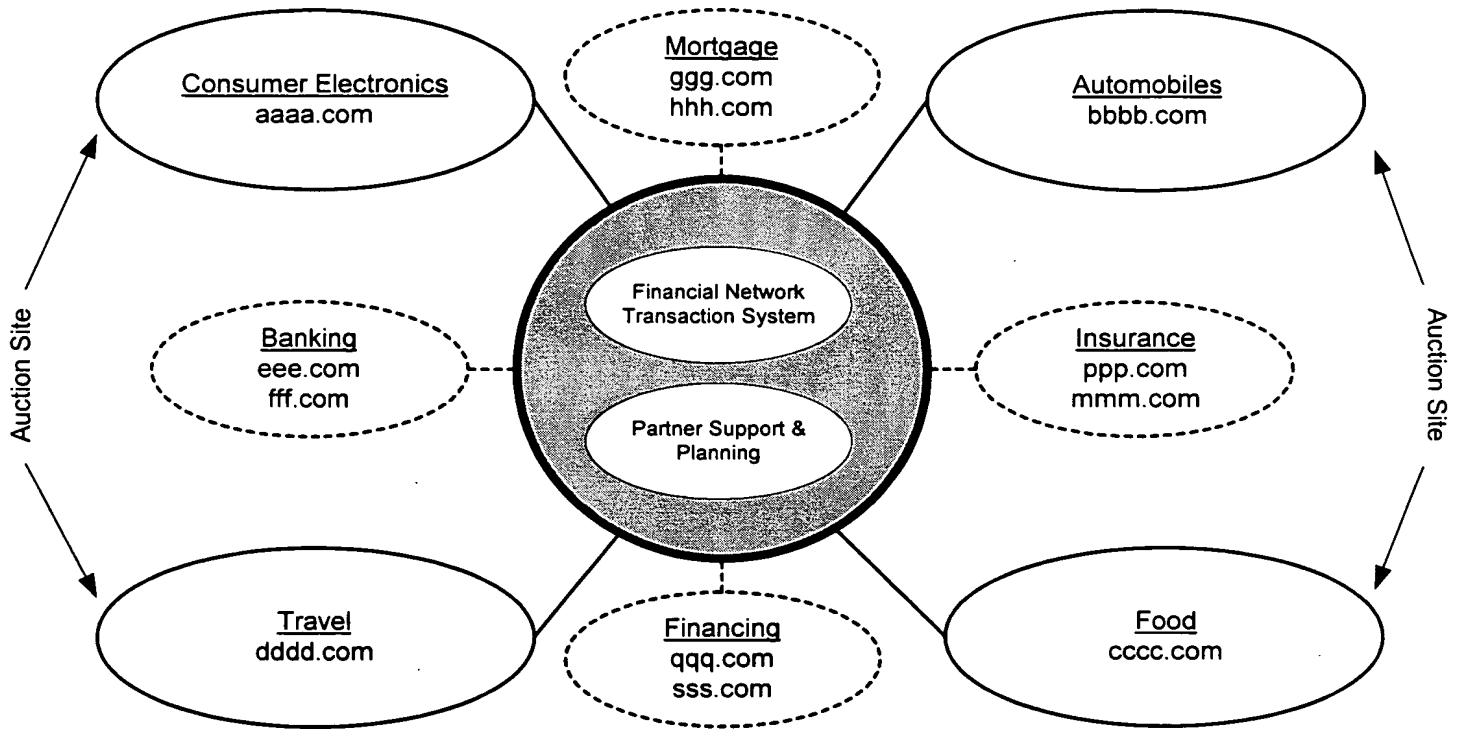 Consumer Electronics
aaaa.com
Mortgage
ggg.com
hhh.com
Automobiles
bbbb.com
Auction Site
Banking
eee.com
fff.com
Financial Network
Transaction System
Partner Support &
Planning
Insurance
ppp.com
mmm.com
Auction Site
Travel
dddd.com
Financing
qqq.com
sss.com
Food
cccc.com